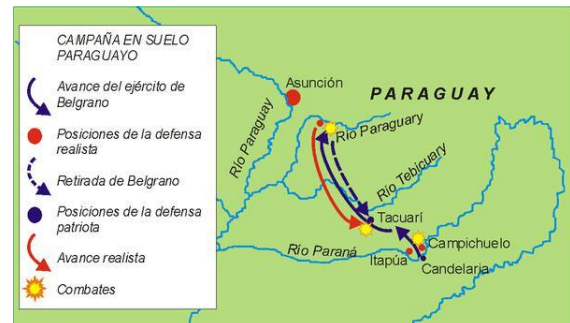 CAMPAÑA EN SUELO
PARAGUAYO
Avance del ejército de
Belgrano
Posiciones de la defensa
realista
Retirada de Belgrano
Posiciones de la defensa
patriota
Avance realista
Combates
Asunción
PARAGUAY
Río Paraguay
Río Paraguary
Río Tebicuary
Tacuarí
Río Paraná
Campichuelo
Itapúa
Candelaria